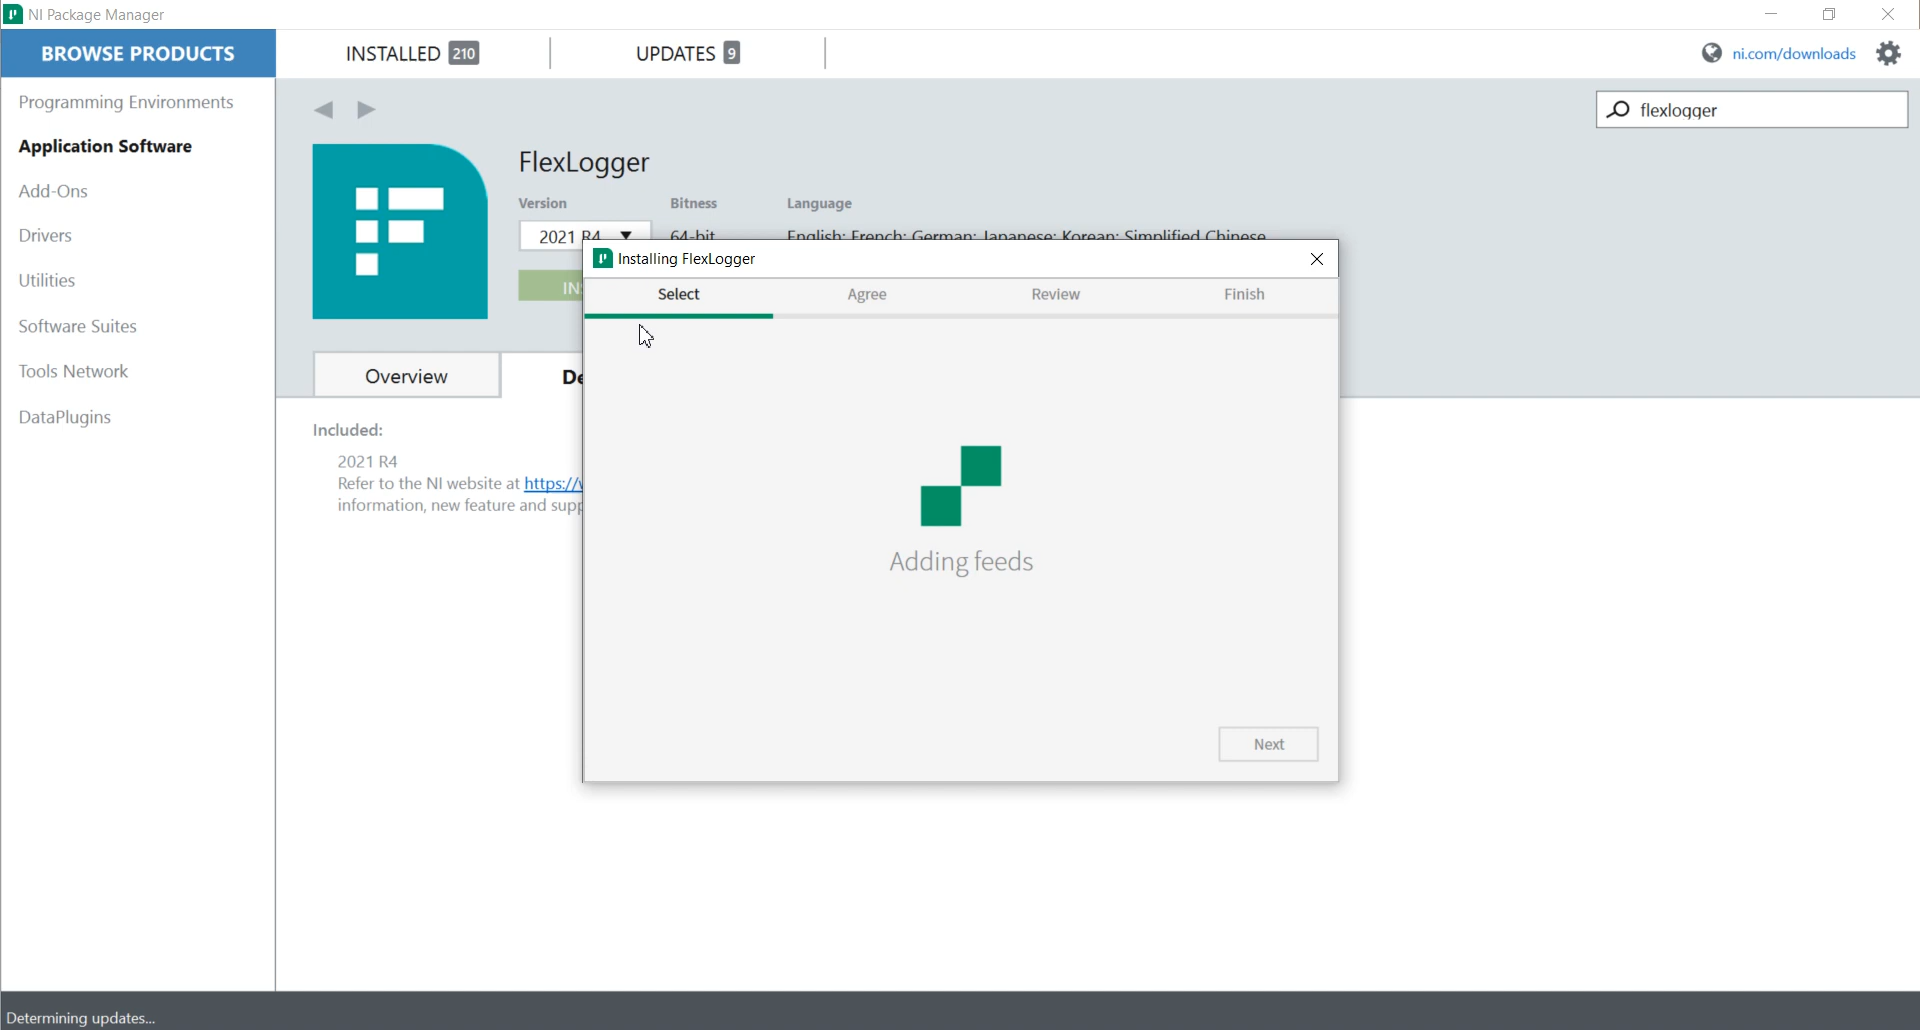 NI Package Manager
BROWSE PRODUCTS
INSTALLED 210
UPDATES 9
ni.com/downloads
Programming Environments
Application Software
Add-Ons
Drivers
Utilities
Software Suites
Tools Network
DataPlugins
flexlogger
FlexLogger
Version Bitness Language
2021 R4 64-bit English; French; German; Japanese; Korean; Simplified Chinese
Overview
Included:
2021 R4
Refer to the NI website at https://
information, new feature and
Installing FlexLogger
Select Agree Review Finish
Adding feeds
Next
Determining updates...